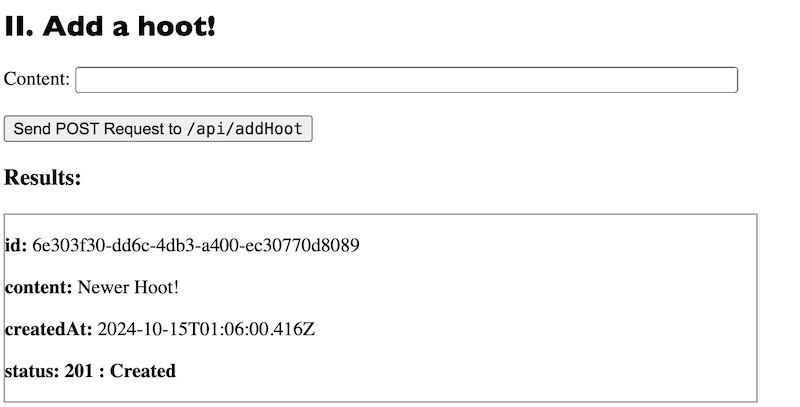 II. Add a hoot!
Content:
Send POST Request to /api/addHoot
Results:
id: 6e303f30-dd6c-4db3-a400-ec30770d8089
content: Newer Hoot!
createdAt: 2024-10-15T01:06:00.416Z
status: 201 : Created